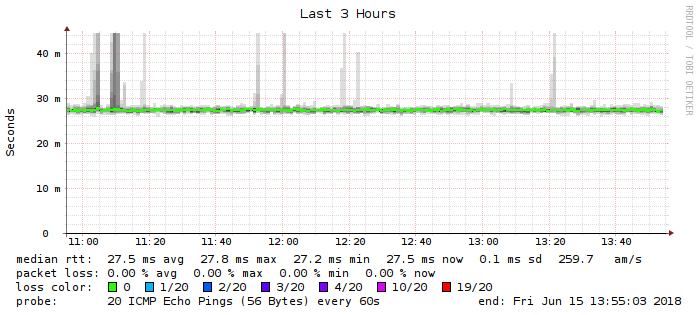 Last 3 Hours
RRDTOOL / TOBI OETIKER
Seconds
40 m
30 m
20 m
10 m
0
11:00 11:20 11:40 12:00 12:20 12:40 13:00 13:20 13:40
median rtt: 27.5 ms avg 27.8 ms max 27.2 ms min 27.5 ms now 0.1 ms sd 259.7 am/s
packet loss: 0.00 % avg 0.00 % max 0.00 % min 0.00 % now
loss color: 0 1/20 2/20 3/20 4/20 10/20 19/20
probe: 20 ICMP Echo Pings (56 Bytes) every 60s end: Fri Jun 15 13:55:03 2018